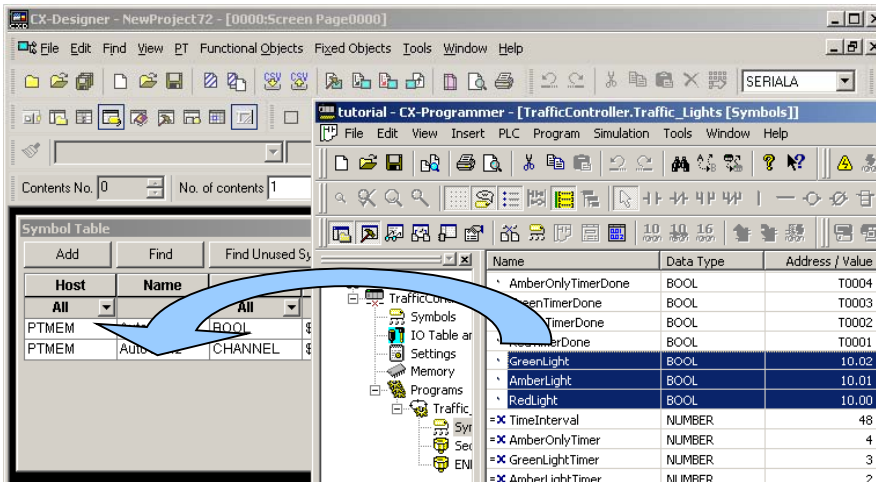 CX-Designer - NewProject72 - [0000:Screen Page0000]
File Edit Find View PT Functional Objects Fixed Objects Tools Window Help
SERIALA
tutorial - CX-Programmer - [TrafficController.Traffic_Lights [Symbols]]
File Edit View Insert PLC Program Simulation Tools Window Help
Contents No. 0 No. of contents 1
10 10 16
Symbol Table
Add Find Find Unused
Host Name
All All
PTMEM BOOL $
PTMEM CHANNEL $
Symbols
IO Table
Settings
Memory
Programs
Traffic_
Name Data Type Address / Value
AmberOnlyTimerDone BOOL T0004
BOOL T0003
BOOL T0002
BOOL T0001
GreenLight BOOL 10.02
AmberLight BOOL 10.01
RedLight BOOL 10.00
TimeInterval NUMBER 48
AmberOnlyTimer NUMBER 4
GreenLightTimer NUMBER 3
AmberLightTimer NUMBER 2